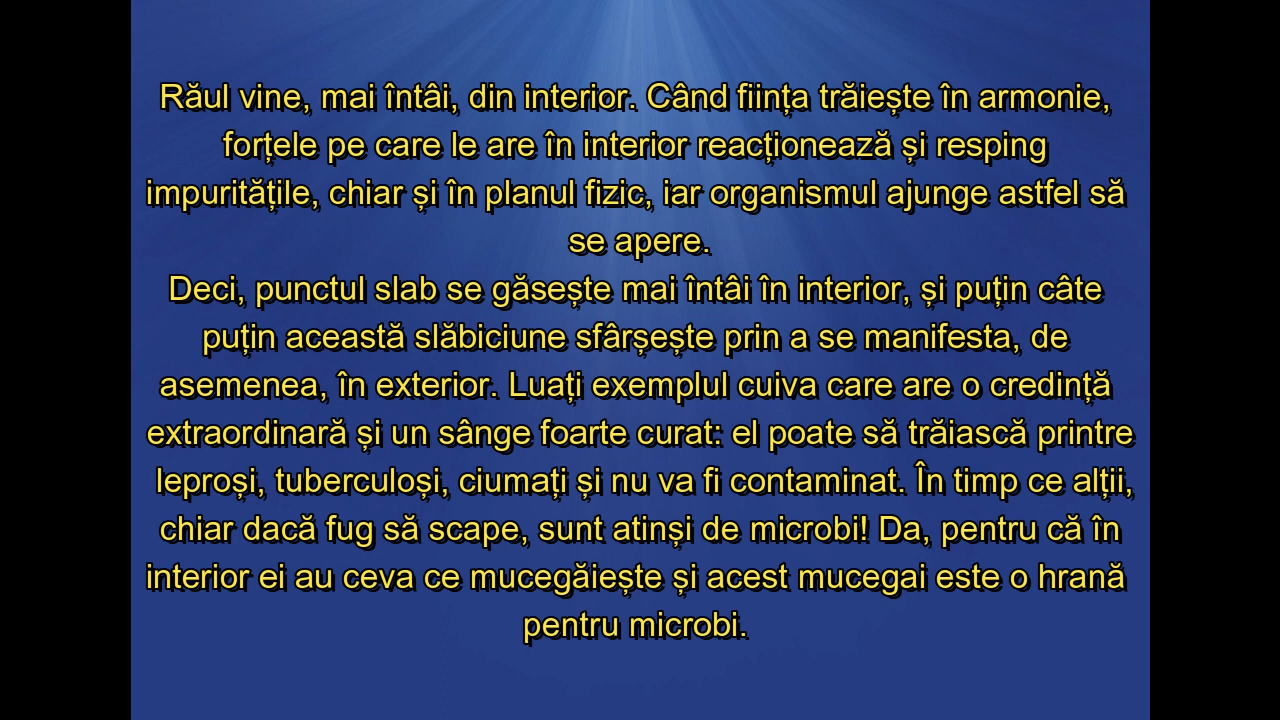 Răul vine, mai întâi, din interior. Când ființa trăiește în armonie,
forțele pe care le are în interior reacționează și resping
impuritățile, chiar și în planul fizic, iar organismul ajunge astfel să
se apere.
Deci, punctul slab se găsește mai întâi în interior, și puțin câte
puțin această slăbiciune sfârșește prin a se manifesta, de
asemenea, în exterior. Luați exemplul cuiva care are o credință
extraordinară și un sânge foarte curat: el poate să trăiască printre
leproși, tuberculoși, ciumați și nu va fi contaminat. În timp ce alții,
chiar dacă fug să scape, sunt atinși de microbi! Da, pentru că în
interior ei au ceva ce mucegăiește și acest mucegai este o hrană
pentru microbi.